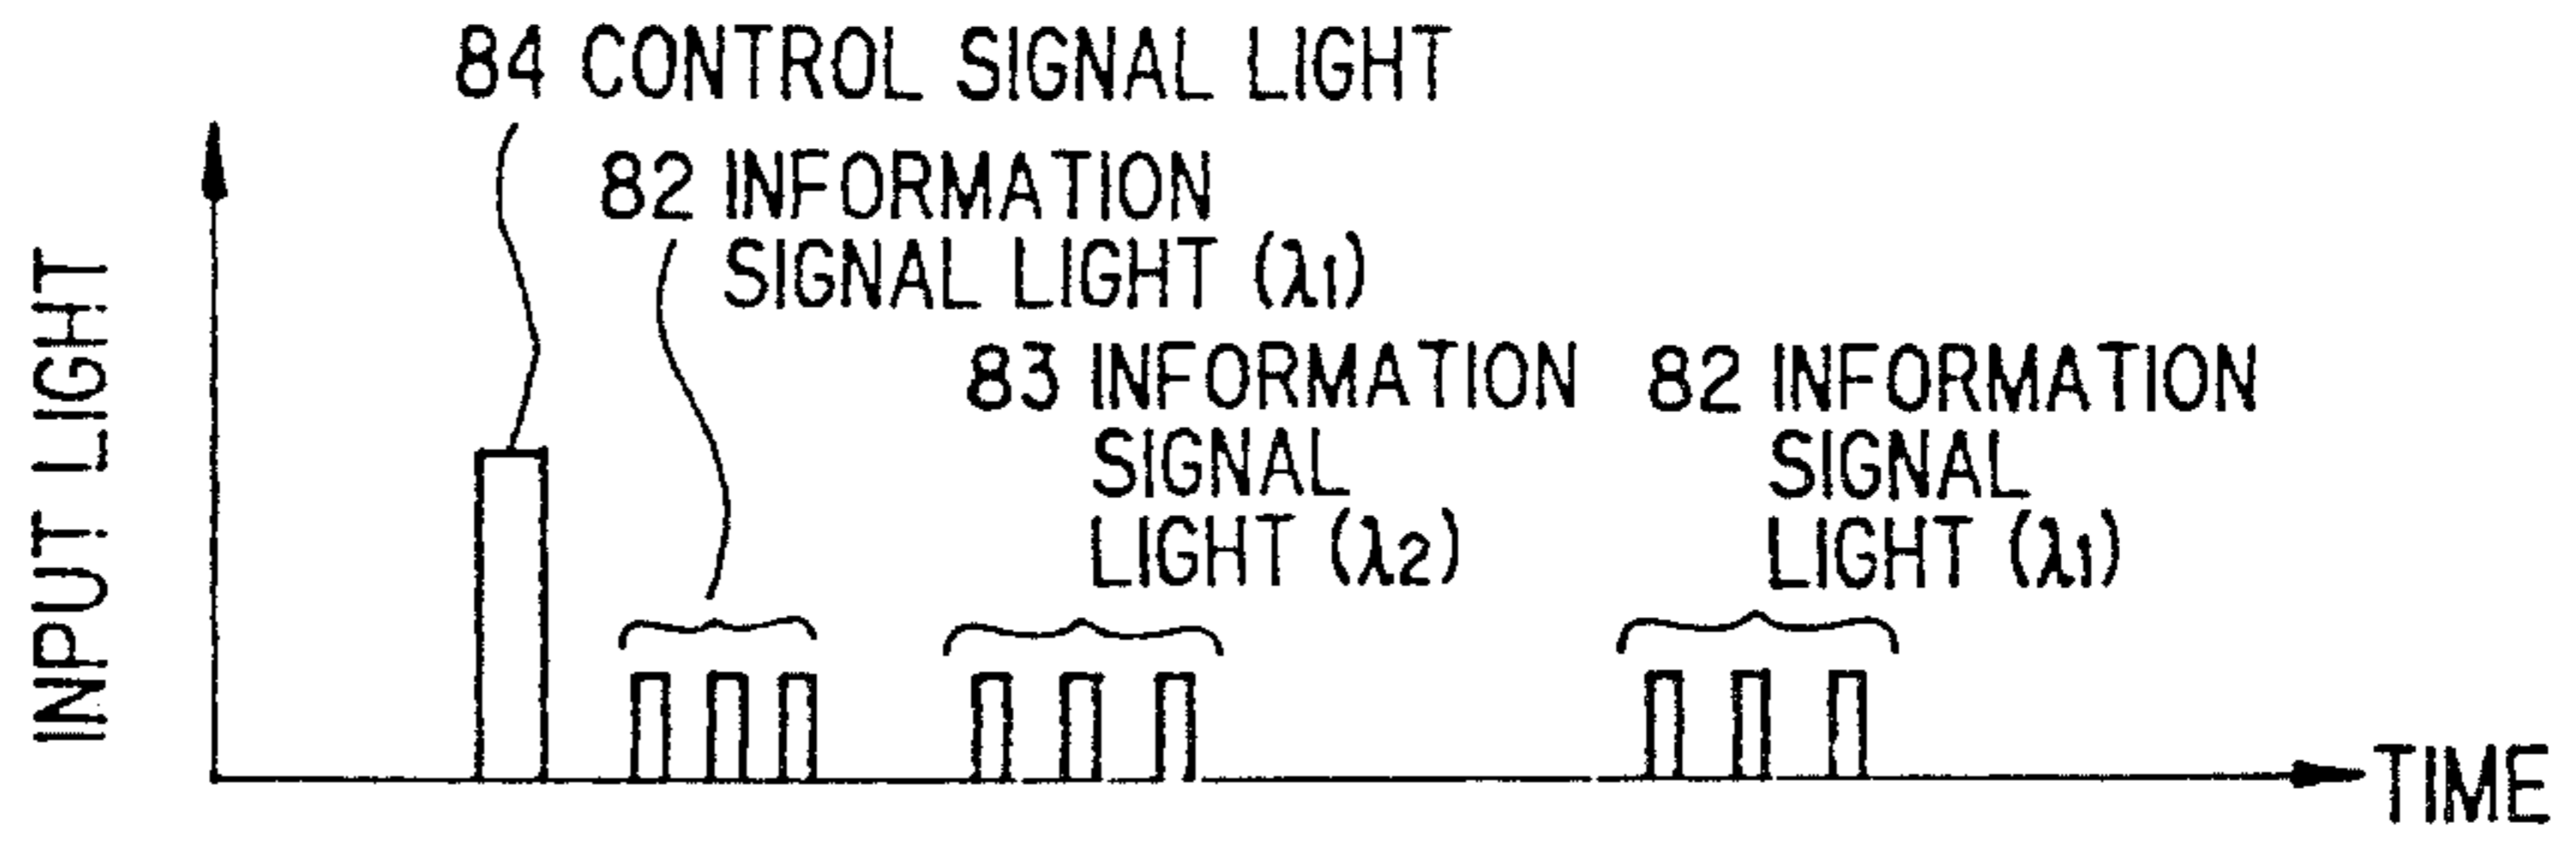 84 CONTROL SIGNAL LIGHT
82 INFORMATION
SIGNAL LIGHT (λ1)
83 INFORMATION
SIGNAL
LIGHT (λ2)
82 INFORMATION
SIGNAL
LIGHT (λ1)
INPUT LIGHT
TIME